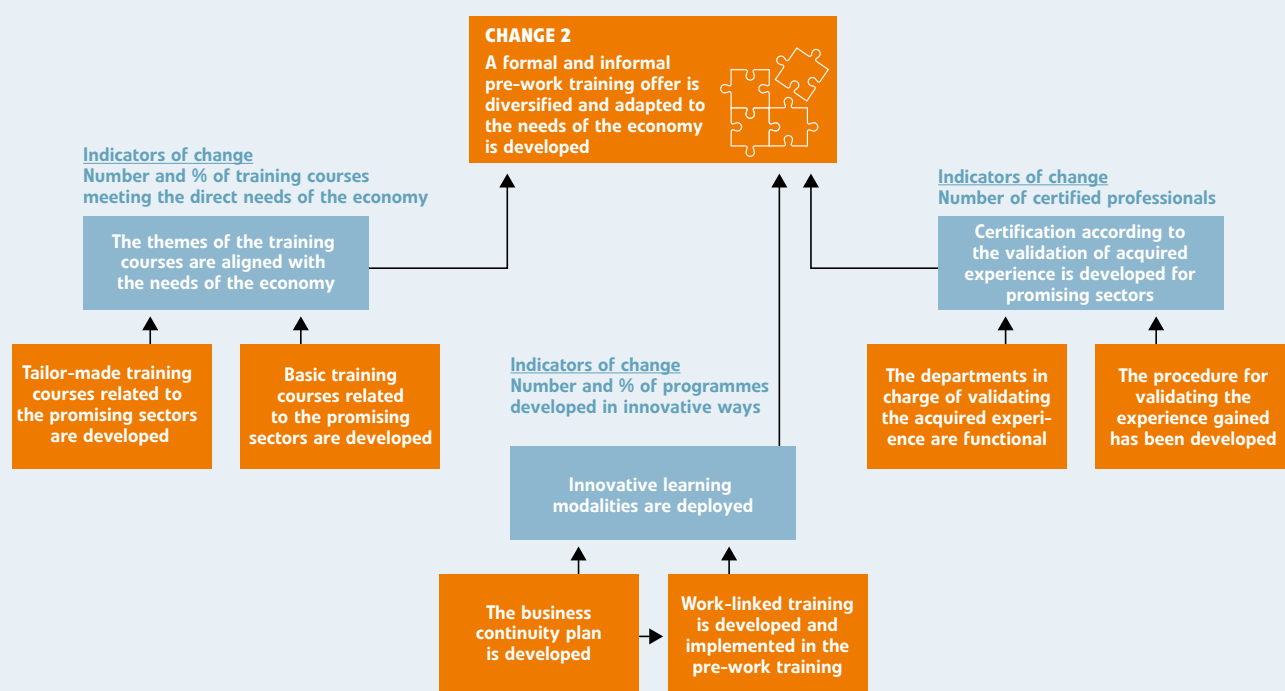 CHANGE 2
A formal and informal
pre-work training offer is
diversified and adapted to
the needs of the economy
is developed
Indicators of change
Number and % of training courses
meeting the direct needs of the economy
The themes of the training
courses are aligned with
the needs of the economy
Tailor-made training
courses related to
the promising sectors
are developed
Basic training
courses related
to the promising
sectors are developed
Indicators of change
Number and % of programmes
developed in innovative ways
Innovative learning
modalities are deployed
The business
continuity plan
is developed
Work-linked training
is developed and
implemented in the
pre-work training
Indicators of change
Number of certified professionals
Certification according to
the validation of acquired
experience is developed for
promising sectors
The departments in
charge of validating
the acquired experi-
ence are functional
The procedure for
validating the
experience gained
has been developed